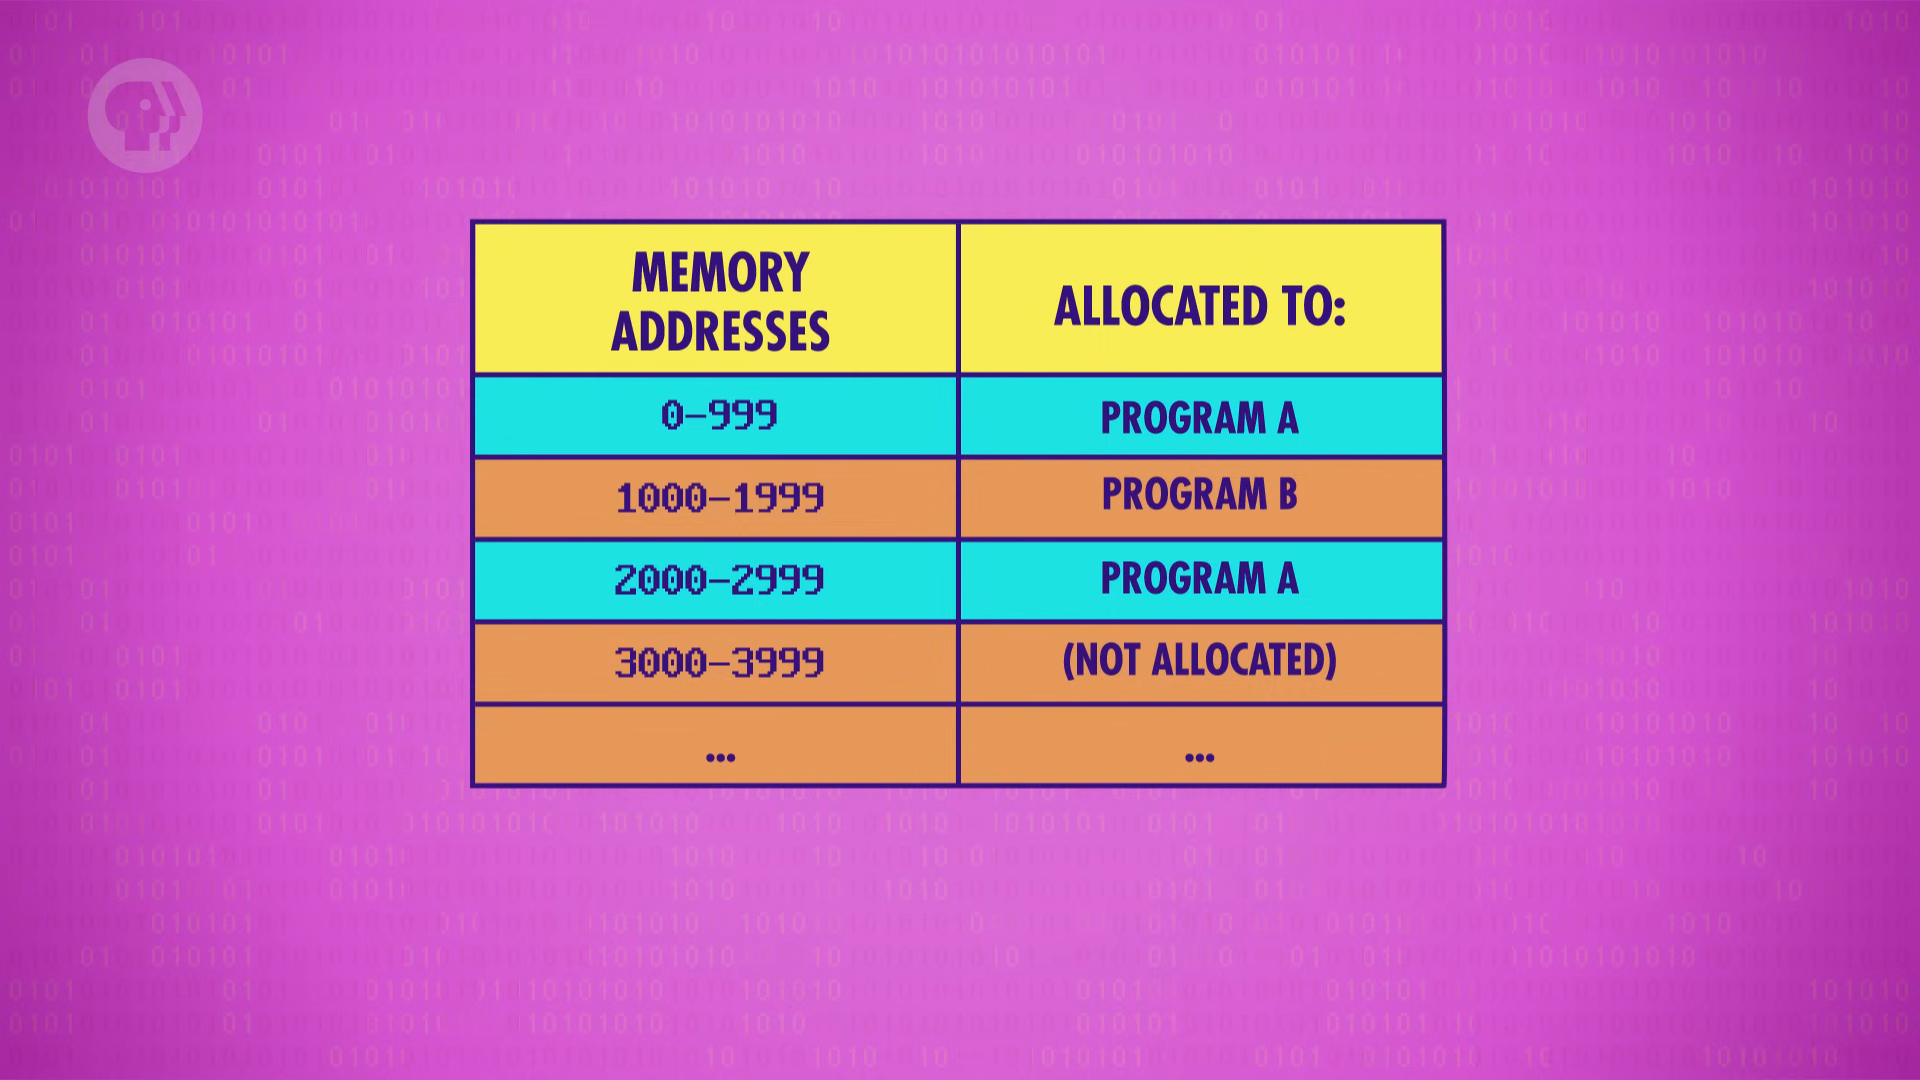 MEMORY
ADDRESSES
ALLOCATED TO:
0-999 PROGRAM A
1000-1999 PROGRAM B
2000-2999 PROGRAM A
3000-3999 (NOT ALLOCATED)
... ...